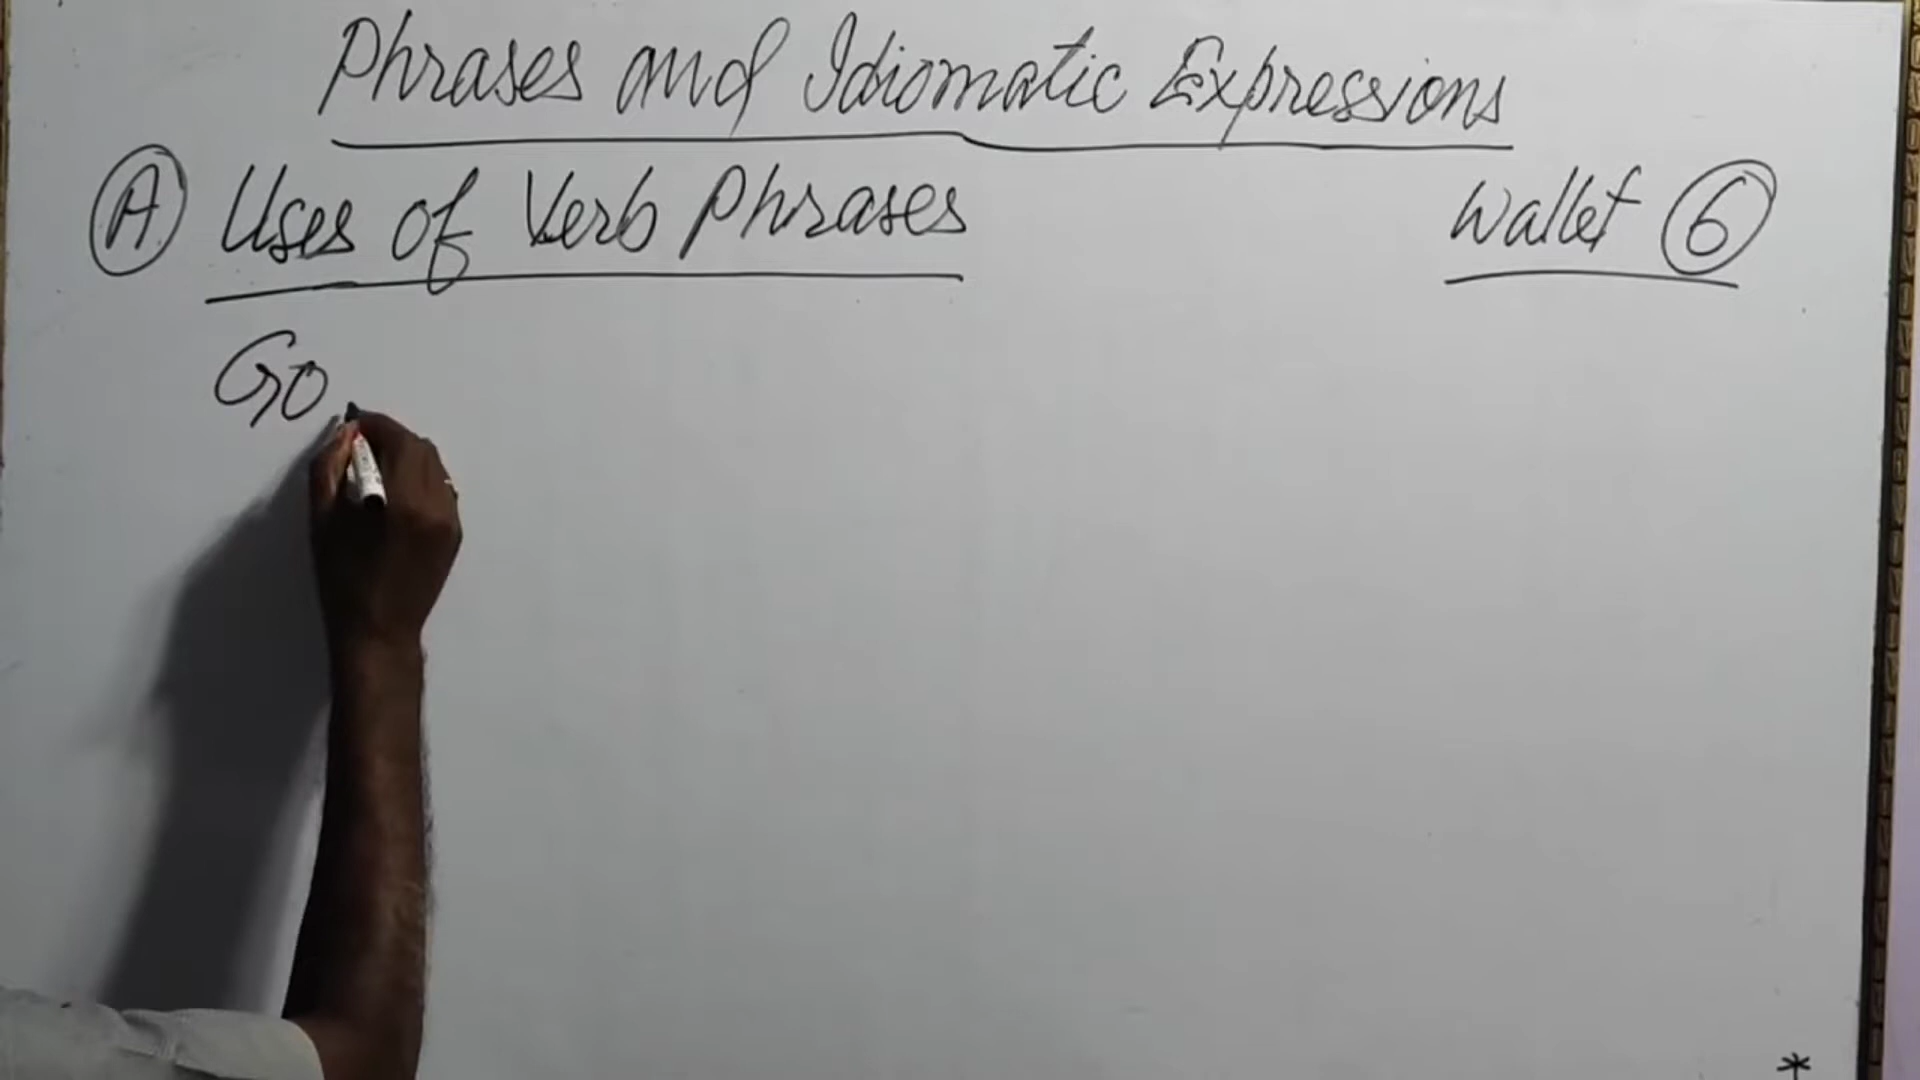 Phrases and Idiomatic Expressions
A Uses of Verb Phrases
Wallet 6
Go
*